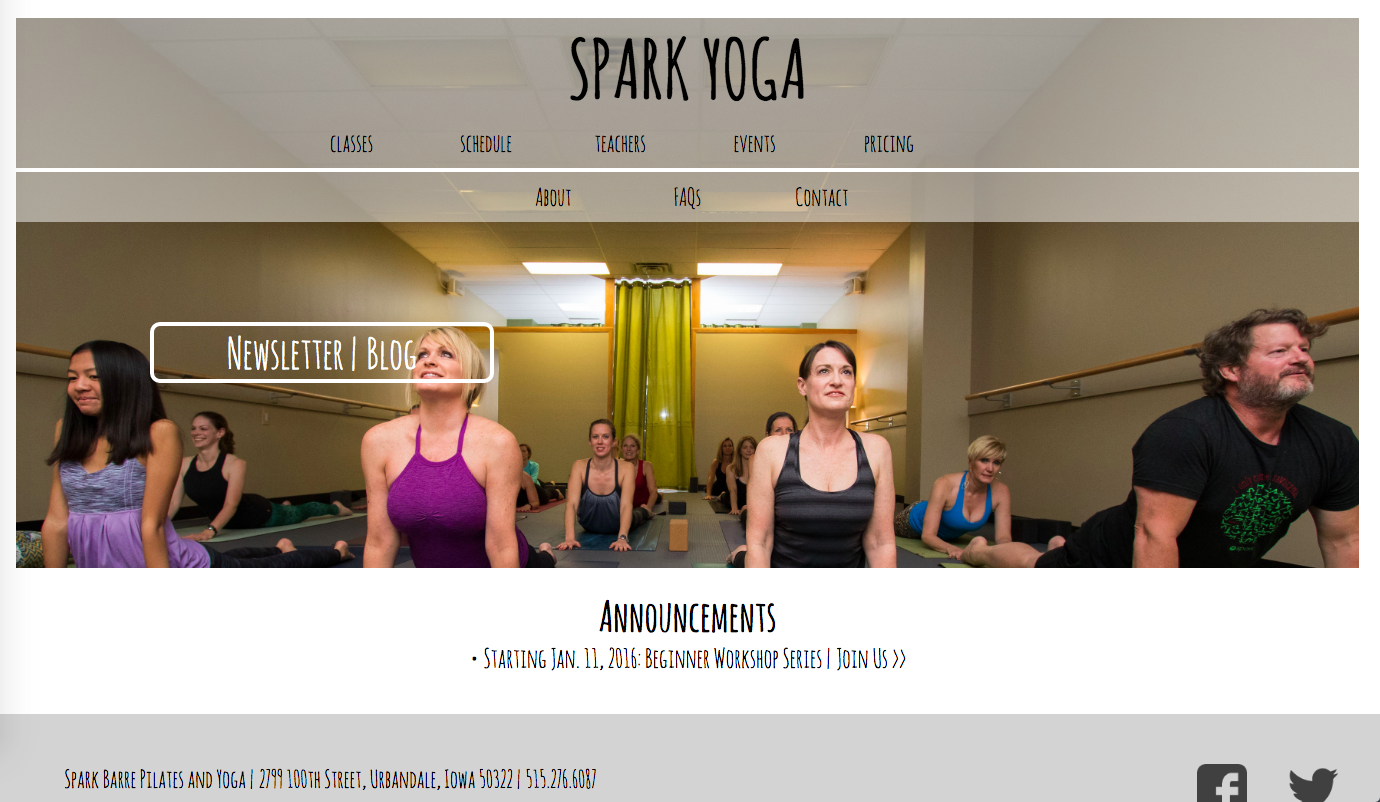 SPARK YOGA
CLASSES SCHEDULE TEACHERS EVENTS PRICING
ABOUT FAQS CONTACT
NEWSLETTER | BLOG
ANNOUNCEMENTS
• STARTING JAN. 11, 2016: BEGINNER WORKSHOP SERIES | JOIN US >>
SPARK BARRE PILATES AND YOGA | 2799 100TH STREET, URBANDALE, IOWA 50322 | 515.276.6087